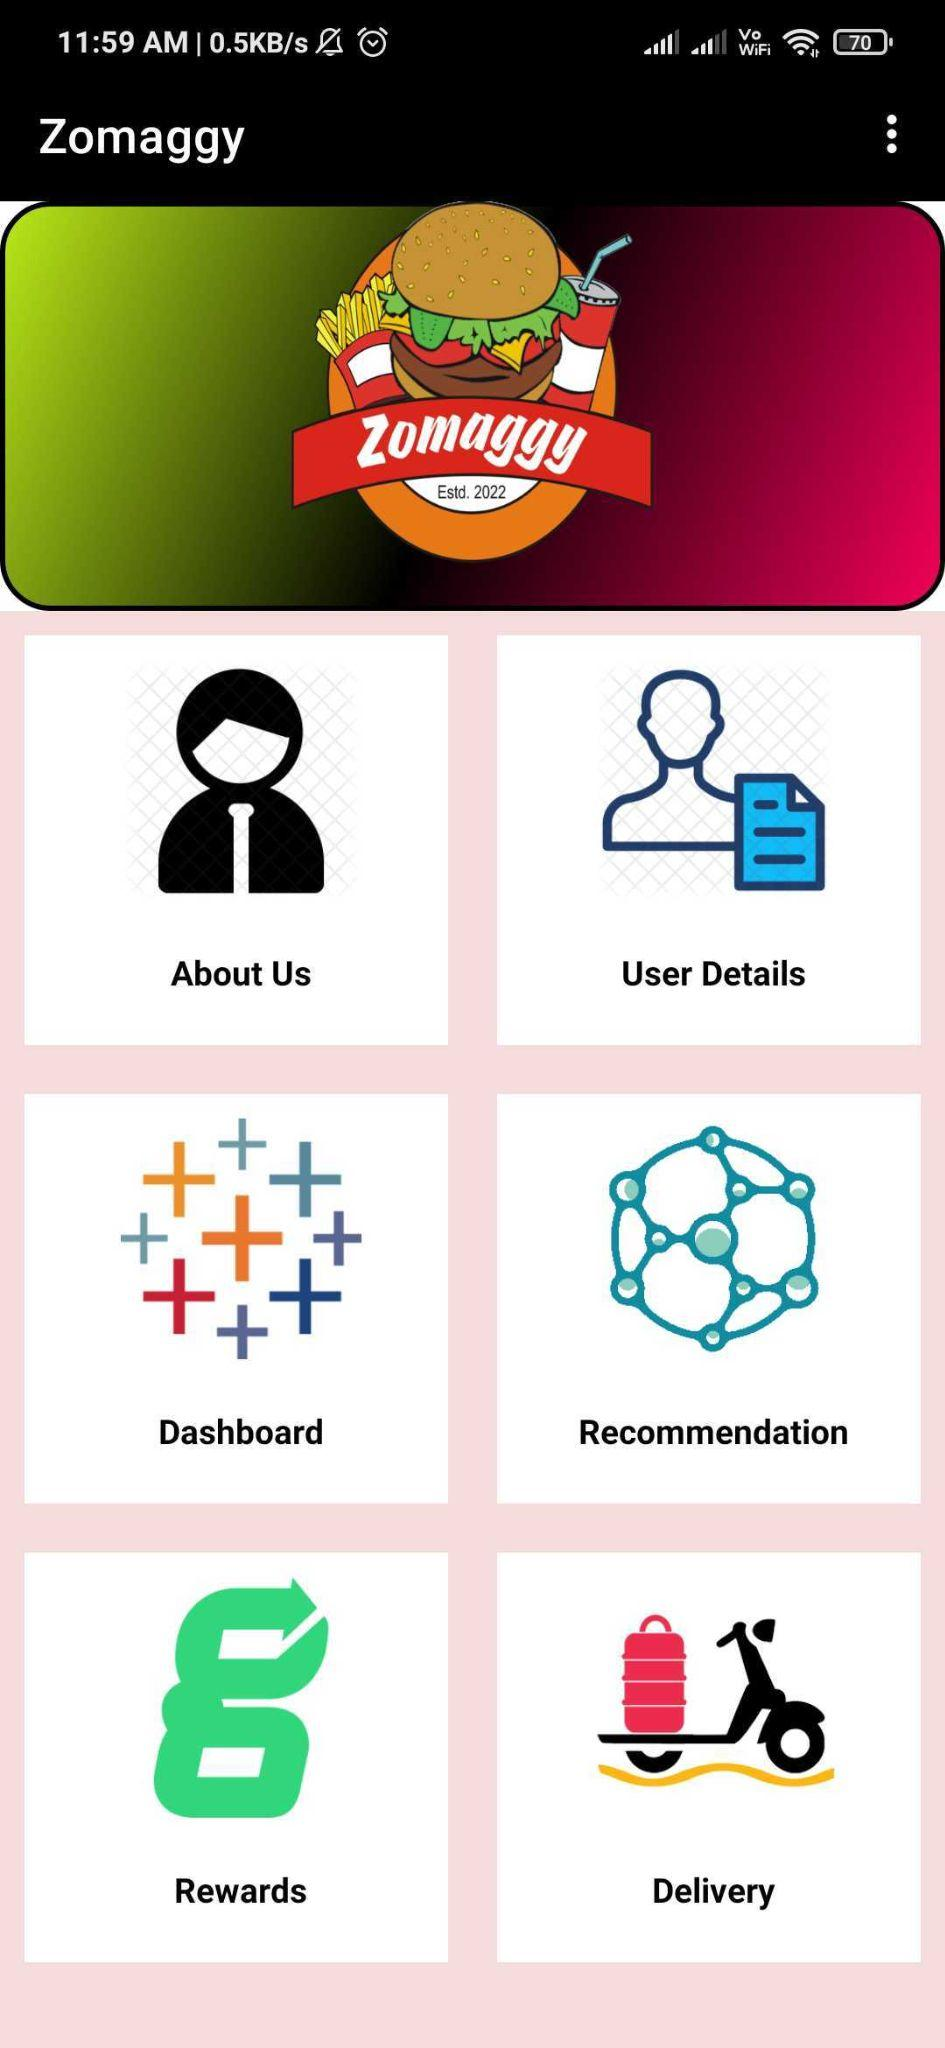 11:59 AM | 0.5KB/s
Vo
WiFi
70
Zomaggy
Zomaggy
Estd. 2022
About Us
User Details
Dashboard
Recommendation
Rewards
Delivery